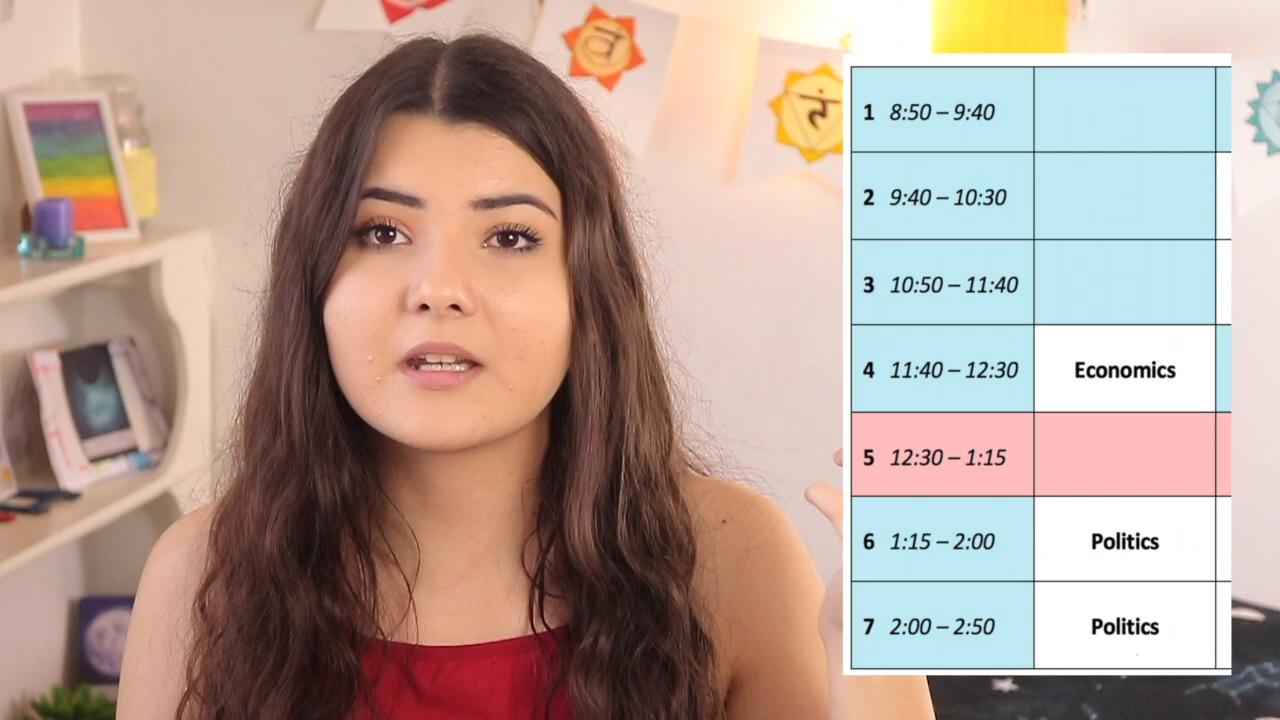 वं
रं
1 8:50 – 9:40
2 9:40 – 10:30
3 10:50 – 11:40
4 11:40 – 12:30 Economics
5 12:30 – 1:15
6 1:15 – 2:00 Politics
7 2:00 – 2:50 Politics